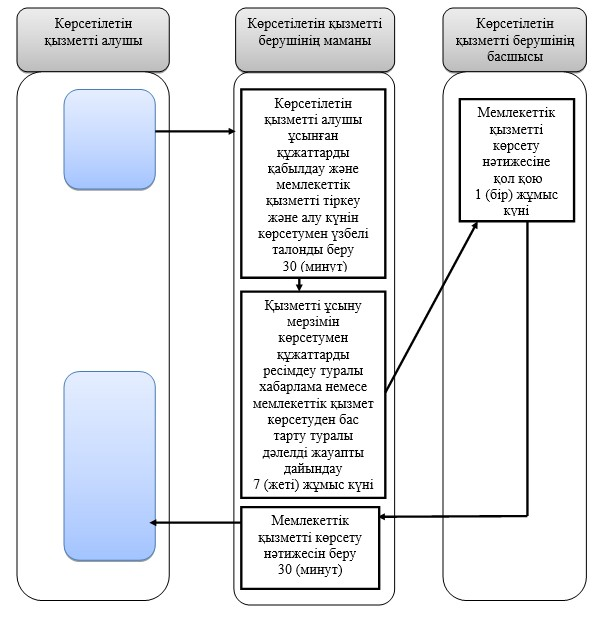 Көрсетілетін
қызметті алушы
Көрсетілетін қызметті
берушінің маманы
Көрсетілетін
қызметті берушінің
басшысы
Көрсетілетін
қызметті алушы
ұсынған
құжаттарды
қабылдау және
мемлекеттік
қызметті тіркеу
және алу күнін
көрсетумен үзбелі
талонды беру
30 (минут)
Мемлекеттік
қызметті
көрсету
нәтижесіне
қол қою
1 (бір) жұмыс
күні
Қызметті ұсыну
мерзімін
көрсетумен
құжаттарды
ресімдеу туралы
хабарлама немесе
мемлекеттік қызмет
көрсетуден бас
тарту туралы
дәлелді жауапты
дайындау
7 (жеті) жұмыс күні
Мемлекеттік
қызметті көрсету
нәтижесін беру
30 (минут)